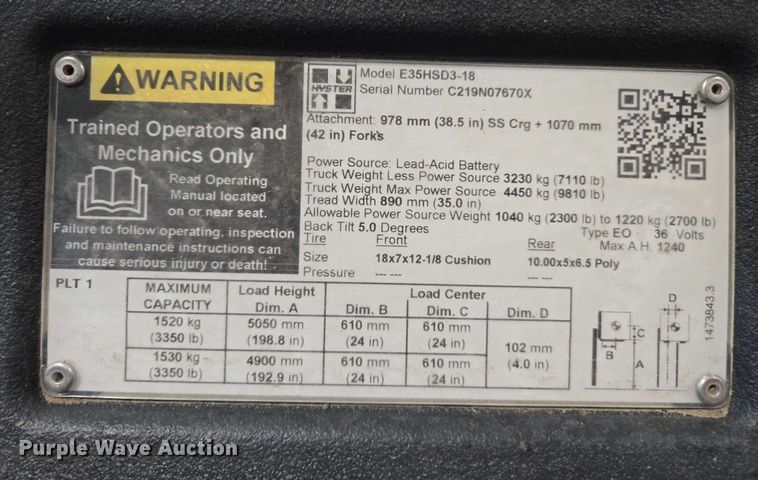 WARNING
Trained Operators and
Mechanics Only
Read Operating
Manual located
on or near seat.
Failure to follow operating, inspection
and maintenance instructions can
cause serious injury or death!
HYSTER
Model E35HSD3-18
Serial Number C219N07670X
Attachment: 978 mm (38.5 in) SS Crg + 1070 mm
(42 in) Forks
Power Source: Lead-Acid Battery
Truck Weight Less Power Source 3230 kg (7110 lb)
Truck Weight Max Power Source 4450 kg (9810 lb)
Tread Width 890 mm (35.0 in)
Allowable Power Source Weight 1040 kg (2300 lb) to 1220 kg (2700 lb)
Back Tilt 5.0 Degrees Type EO 36 Volts
Tire Front Rear Max A.H. 1240
Size 18x7x12-1/8 Cushion 10.00x5x6.5 Poly
Pressure --- --- --- ---
PLT 1
MAXIMUM CAPACITY Load Height Dim. A Load Center Dim. B Dim. C Dim. D
1520 kg 5050 mm 610 mm 610 mm 102 mm
(3350 lb) (198.8 in) (24 in) (24 in) (4.0 in)
1530 kg 4900 mm 610 mm 610 mm
(3350 lb) (192.9 in) (24 in) (24 in)
D
C
B
A
1473843.3
Purple Wave Auction